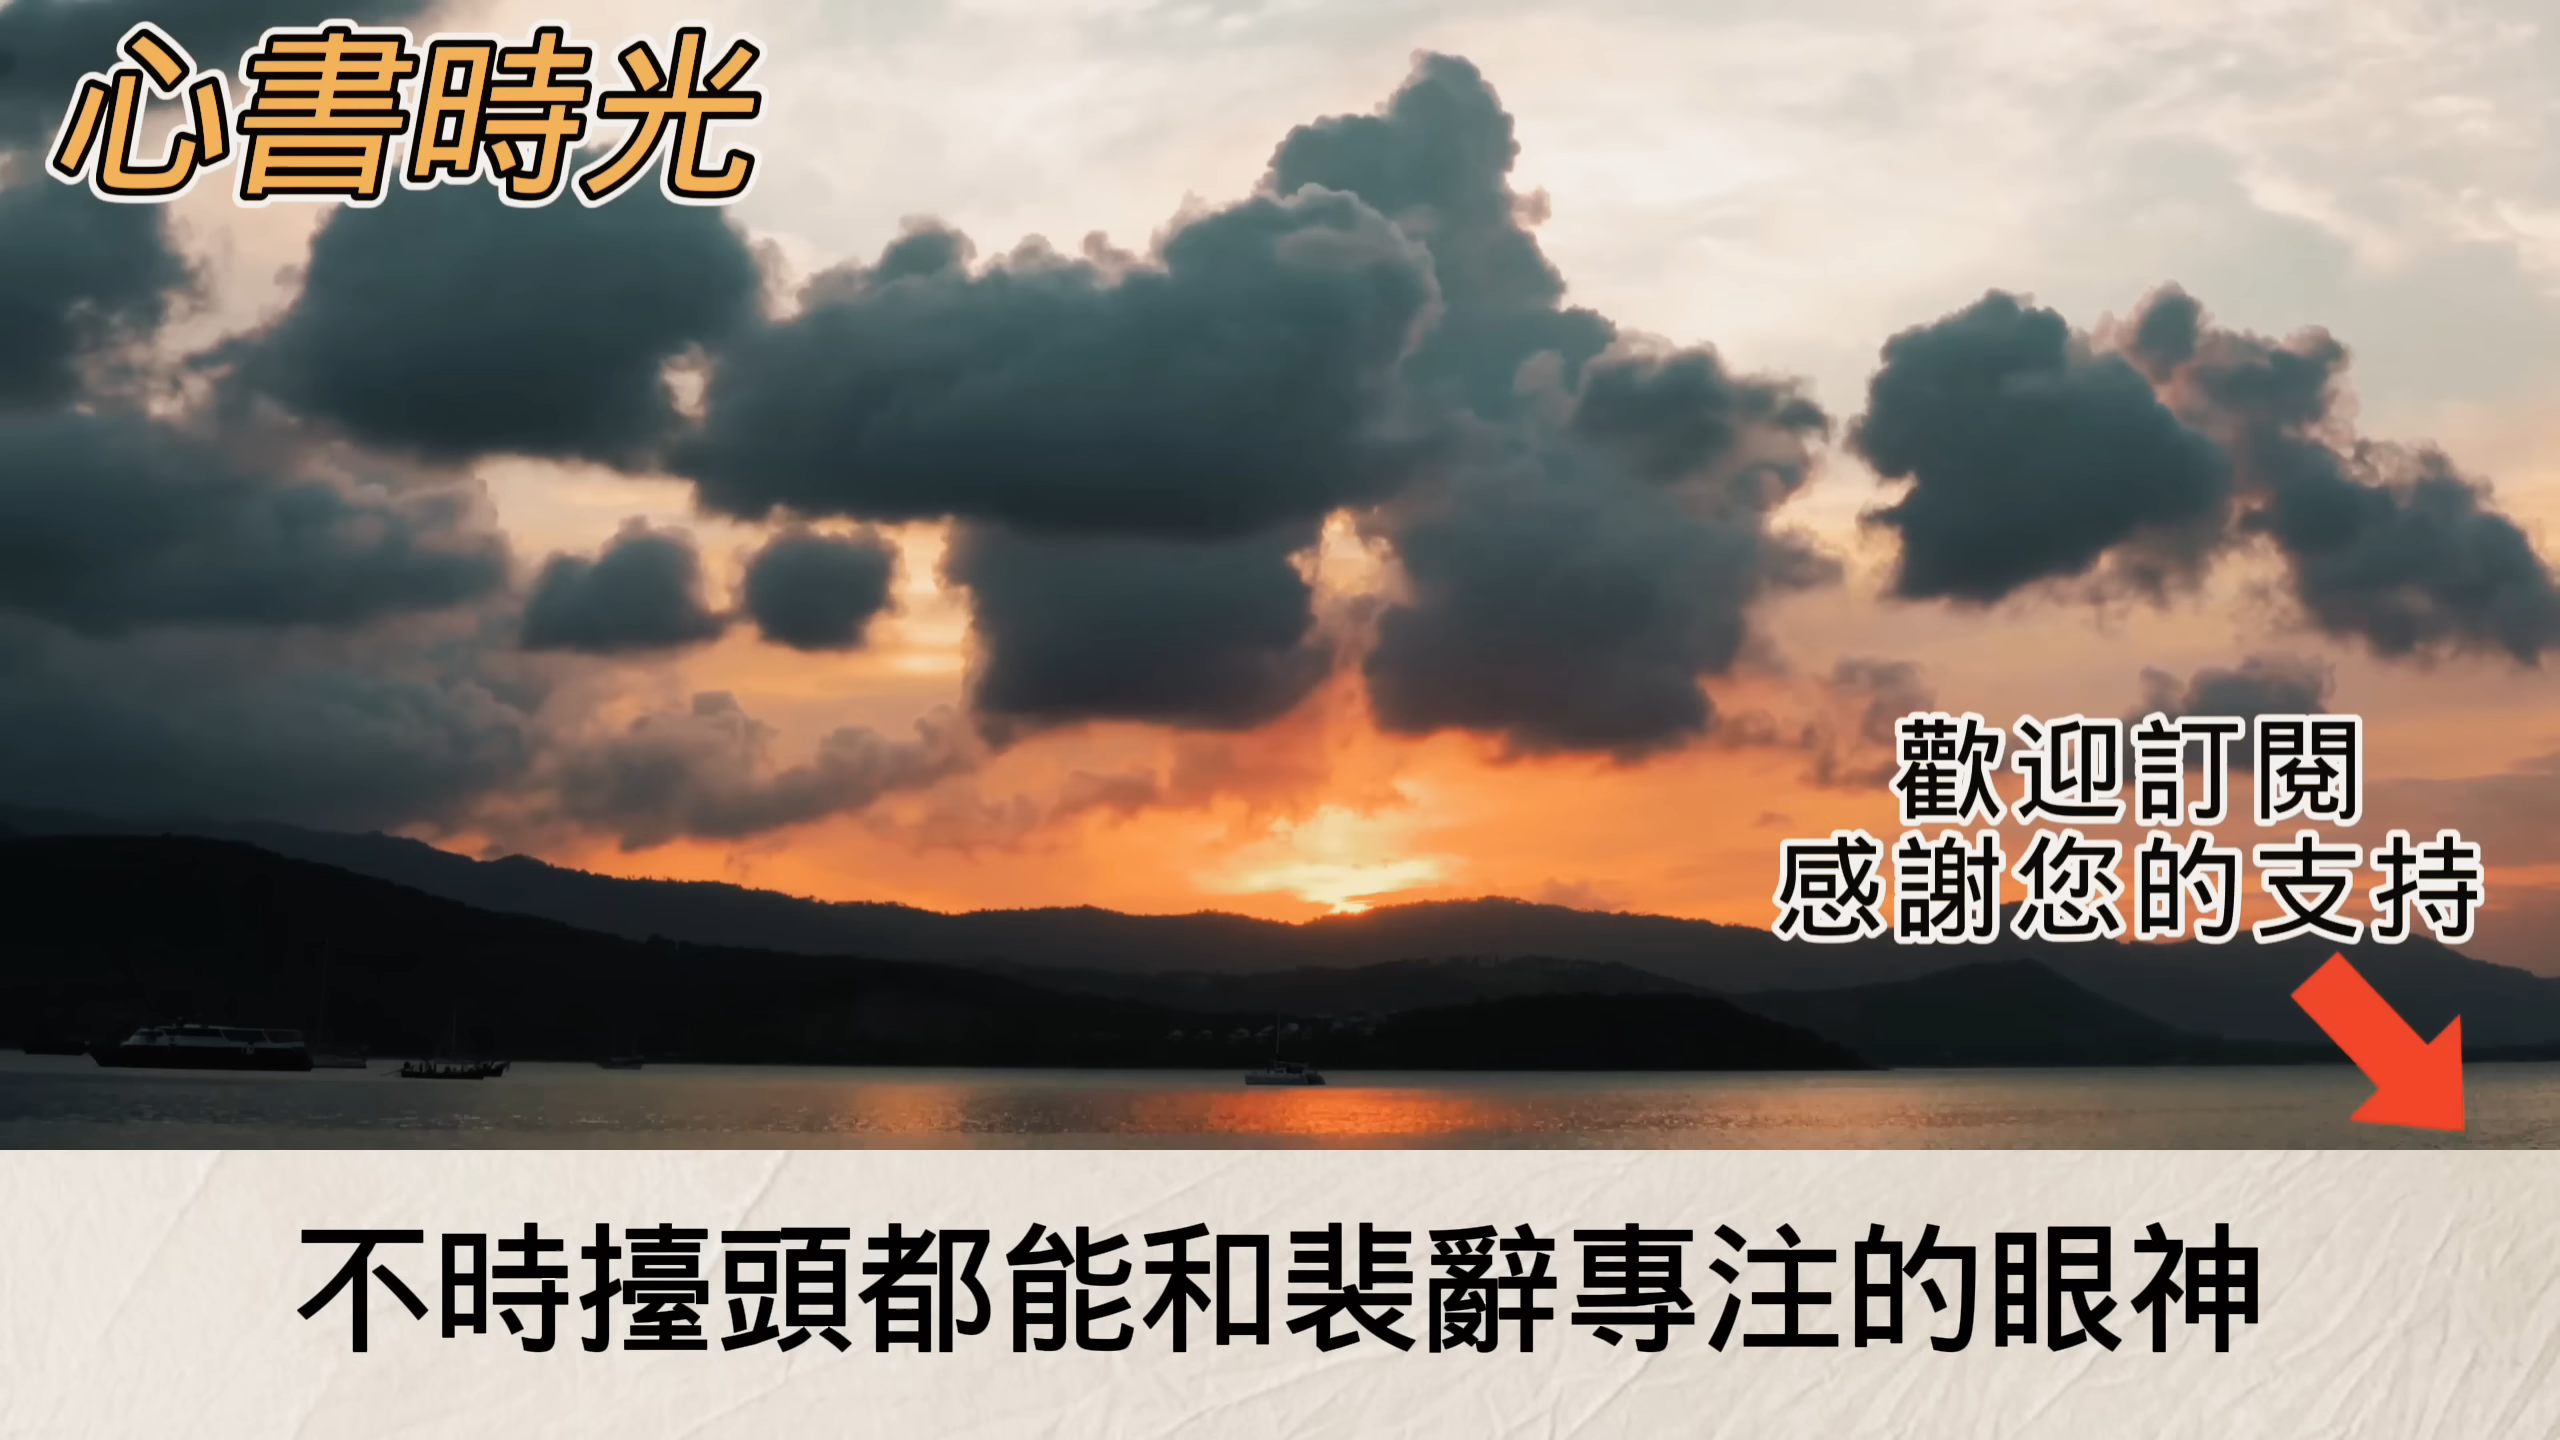 心書時光
歡迎訂閱
感謝您的支持
不時擡頭都能和裴辭專注的眼神